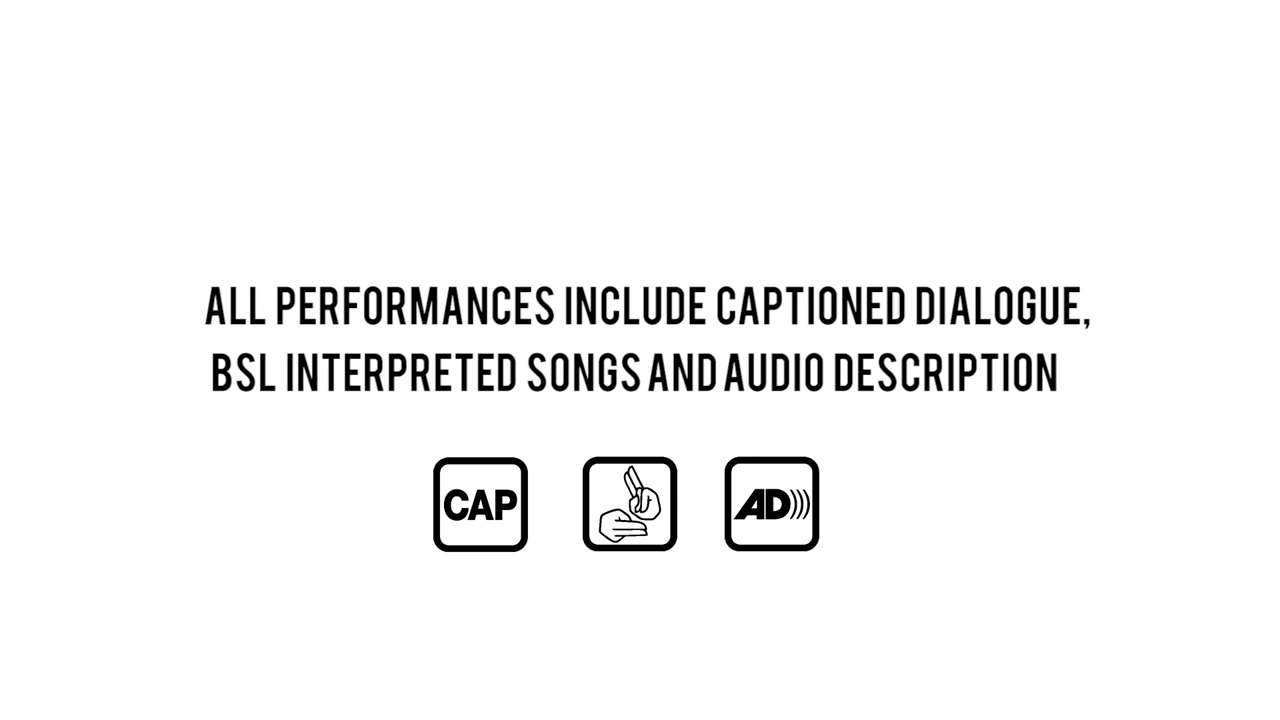 ALL PERFORMANCES INCLUDE CAPTIONED DIALOGUE,
BSL INTERPRETED SONGS AND AUDIO DESCRIPTION
CAP AD